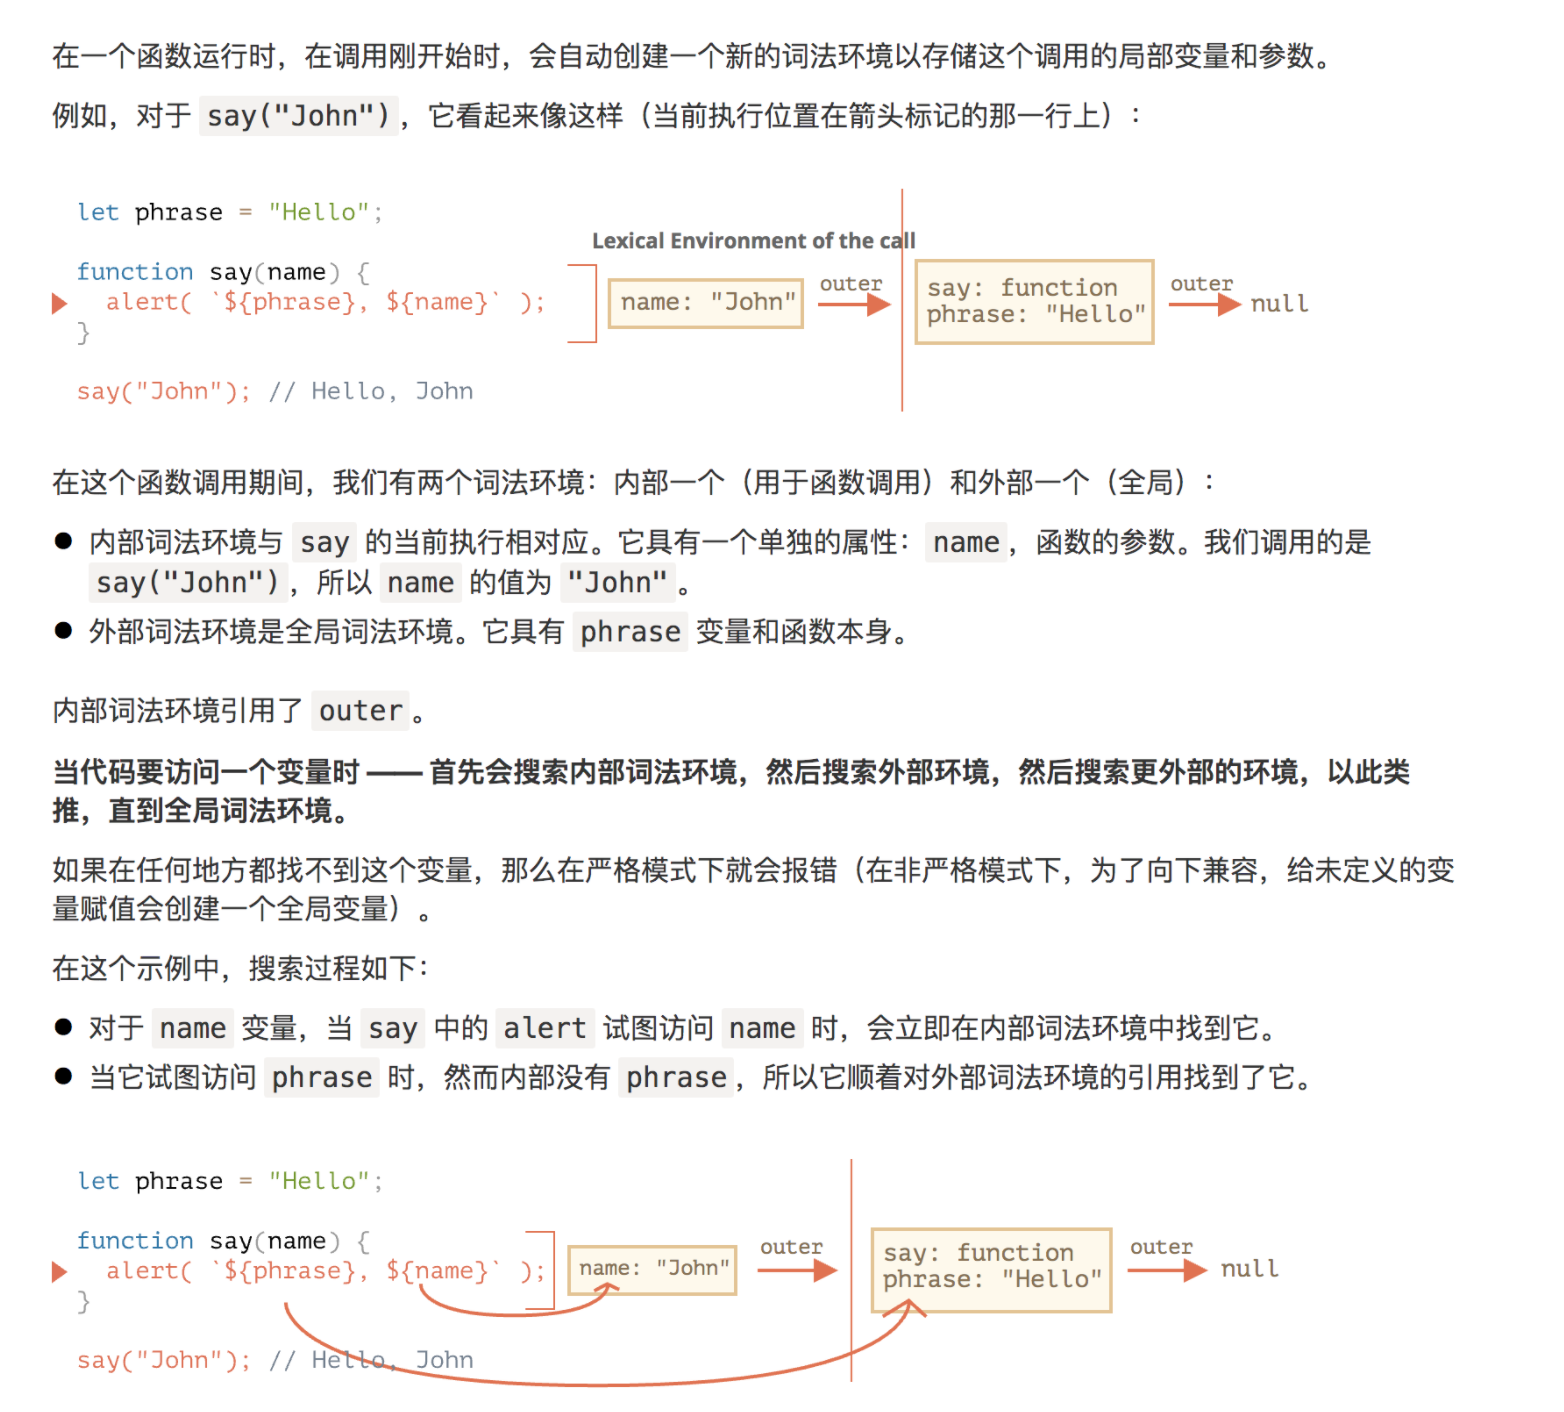 在一个函数运行时，在调用刚开始时，会自动创建一个新的词法环境以存储这个调用的局部变量和参数。
例如，对于 say("John")，它看起来像这样（当前执行位置在箭头标记的那一行上）：
let phrase = "Hello";
Lexical Environment of the call
function say(name) {
alert( `${phrase}, ${name}` );
}
name: "John"
outer
say: function
phrase: "Hello"
outer
null
say("John"); // Hello, John
在这个函数调用期间，我们有两个词法环境：内部一个（用于函数调用）和外部一个（全局）：
● 内部词法环境与 say 的当前执行相对应。它具有一个单独的属性：name，函数的参数。我们调用的是
say("John")，所以 name 的值为 "John"。
● 外部词法环境是全局词法环境。它具有 phrase 变量和函数本身。
内部词法环境引用了 outer。
当代码要访问一个变量时 —— 首先会搜索内部词法环境，然后搜索外部环境，然后搜索更外部的环境，以此类
推，直到全局词法环境。
如果在任何地方都找不到这个变量，那么在严格模式下就会报错（在非严格模式下，为了向下兼容，给未定义的变
量赋值会创建一个全局变量）。
在这个示例中，搜索过程如下：
● 对于 name 变量，当 say 中的 alert 试图访问 name 时，会立即在内部词法环境中找到它。
● 当它试图访问 phrase 时，然而内部没有 phrase，所以它顺着对外部词法环境的引用找到了它。
let phrase = "Hello";
function say(name) {
alert( `${phrase}, ${name}` );
}
name: "John"
outer
say: function
phrase: "Hello"
outer
null
say("John"); // Hello, John